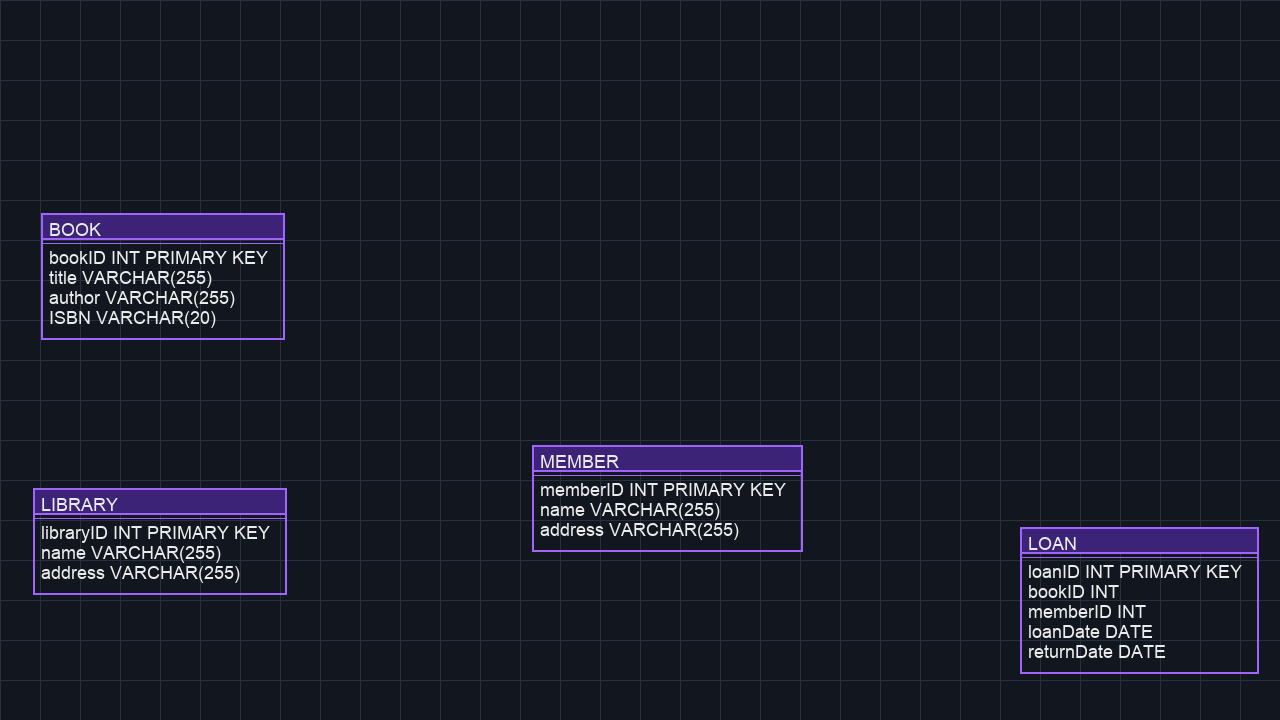 BOOK
bookID INT PRIMARY KEY
title VARCHAR(255)
author VARCHAR(255)
ISBN VARCHAR(20)
LIBRARY
libraryID INT PRIMARY KEY
name VARCHAR(255)
address VARCHAR(255)
MEMBER
memberID INT PRIMARY KEY
name VARCHAR(255)
address VARCHAR(255)
LOAN
loanID INT PRIMARY KEY
bookID INT
memberID INT
loanDate DATE
returnDate DATE